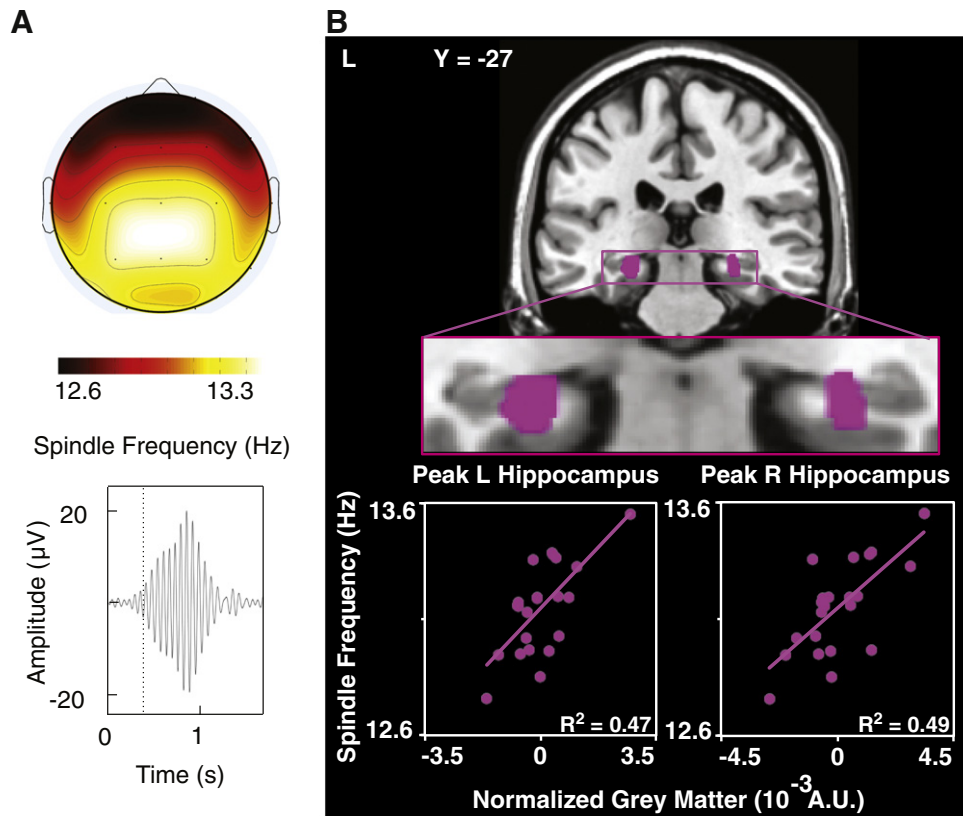 A
12.6
13.3
Spindle Frequency (Hz)
20
-20
Amplitude (µV)
0
1
Time (s)
B
L
Y = -27
Peak L Hippocampus
Peak R Hippocampus
Spindle Frequency (Hz)
13.6
12.6
R² = 0.47
-3.5
0
3.5
13.6
12.6
R² = 0.49
-4.5
0
4.5
Normalized Grey Matter (10⁻³A.U.)